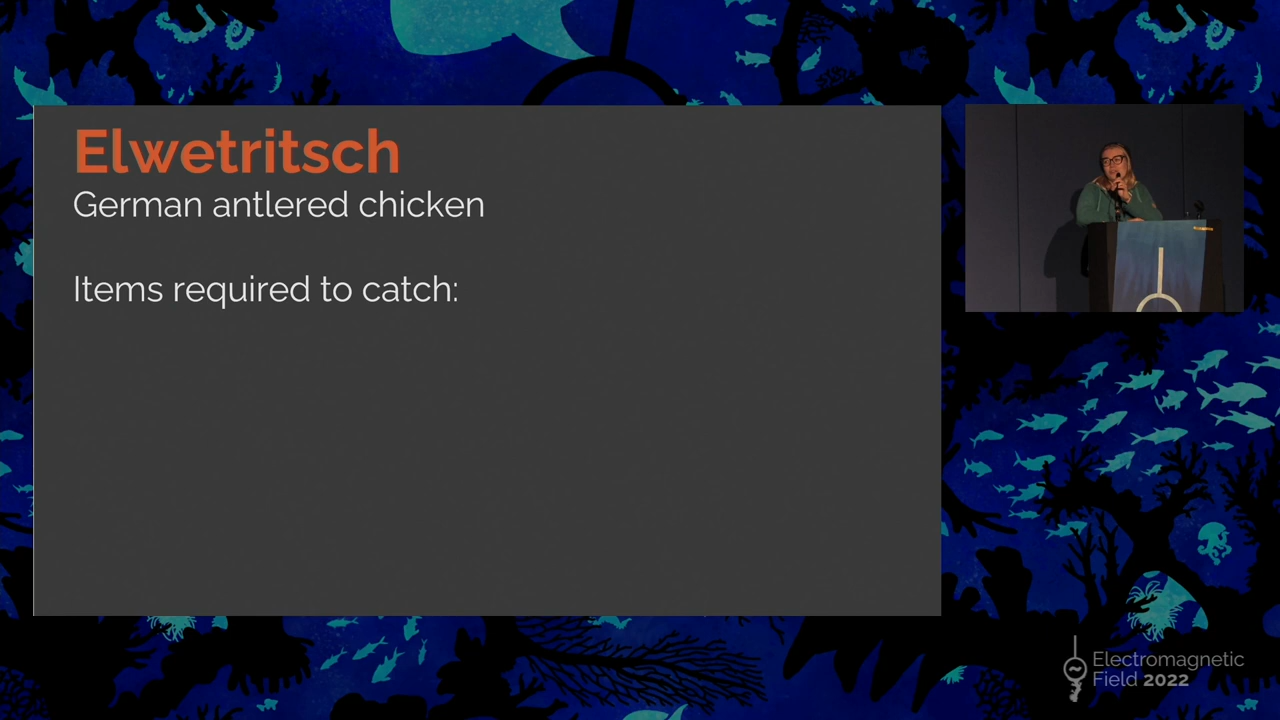 Elwetritsch
German antlered chicken
Items required to catch:
Electromagnetic
Field 2022